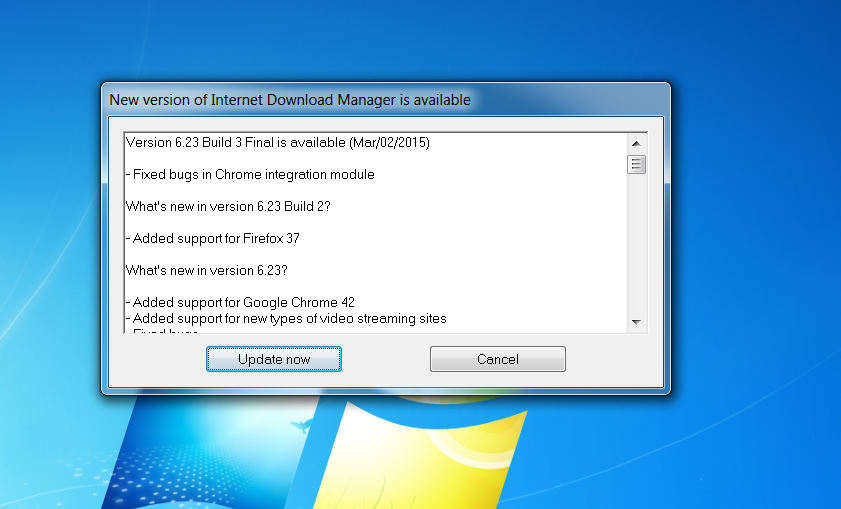 New version of Internet Download Manager is available
Version 6.23 Build 3 Final is available (Mar/02/2015)
- Fixed bugs in Chrome integration module
What's new in version 6.23 Build 2?
- Added support for Firefox 37
What's new in version 6.23?
- Added support for Google Chrome 42
- Added support for new types of video streaming sites
- Fixed bugs
Update now
Cancel